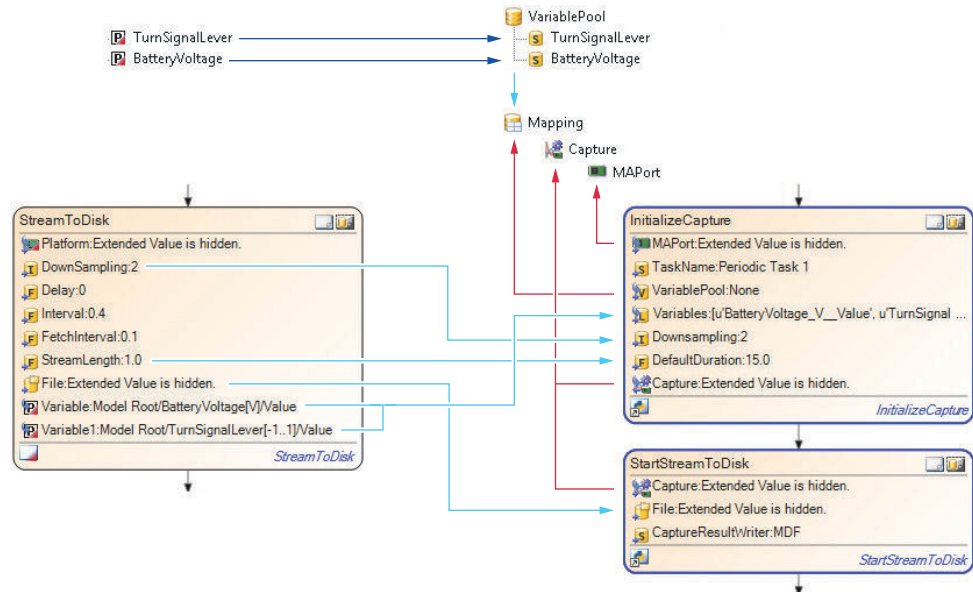 VariablePool
TurnSignalLever
TurnSignalLever
BatteryVoltage
BatteryVoltage
Mapping
Capture
MAPort
StreamToDisk
Platform:Extended Value is hidden.
DownSampling:2
Delay:0
Interval:0.4
FetchInterval:0.1
StreamLength:1.0
File:Extended Value is hidden.
Variable:Model Root/BatteryVoltage[V]/Value
Variable1:Model Root/TurnSignalLever[-1..1]/Value
StreamToDisk
InitializeCapture
MAPort:Extended Value is hidden.
TaskName:Periodic Task 1
VariablePool:None
Variables:[u'BatteryVoltage_V__Value', u'TurnSignal ...
Downsampling:2
DefaultDuration:15.0
Capture:Extended Value is hidden.
InitializeCapture
StartStreamToDisk
Capture:Extended Value is hidden.
File:Extended Value is hidden.
CaptureResultWriter:MDF
StartStreamToDisk